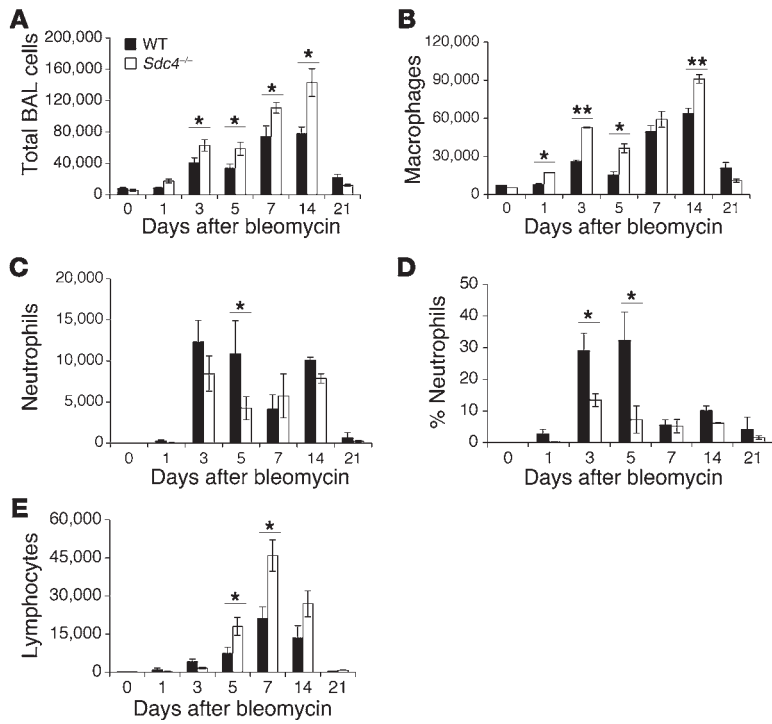 A
200,000
160,000
120,000
80,000
40,000
0
Total BAL cells
WT
Sdc4–/–
* * * *
0 1 3 5 7 14 21
Days after bleomycin
B
120,000
90,000
60,000
30,000
0
Macrophages
* ** * **
0 1 3 5 7 14 21
Days after bleomycin
C
20,000
15,000
10,000
5,000
0
Neutrophils
*
0 1 3 5 7 14 21
Days after bleomycin
D
50
40
30
20
10
0
% Neutrophils
* *
0 1 3 5 7 14 21
Days after bleomycin
E
60,000
45,000
30,000
15,000
0
Lymphocytes
* *
0 1 3 5 7 14 21
Days after bleomycin